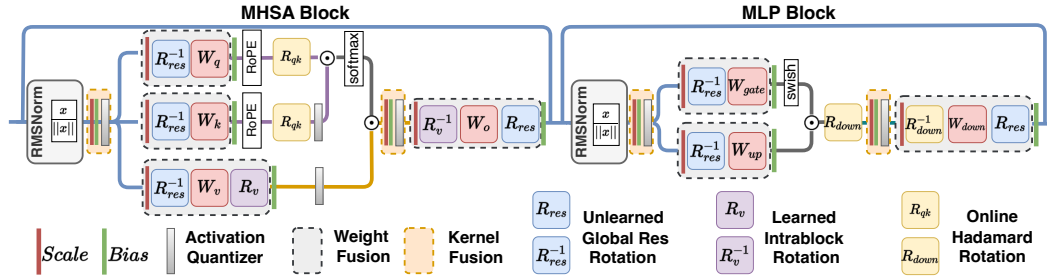 MHSA Block
MLP Block
RMSNorm
x
||x||
R_res^{-1} W_q
RoPE
R_qk
softmax
R_res^{-1} W_k
RoPE
R_qk
R_res^{-1} W_v R_v
R_v^{-1} W_o R_res
RMSNorm
x
||x||
R_res^{-1} W_gate
swish
R_res^{-1} W_up
R_down
R_down^{-1} W_down R_res
Scale
Bias
Activation
Quantizer
Weight
Fusion
Kernel
Fusion
R_res
R_res^{-1}
Unlearned
Global Res
Rotation
R_v
R_v^{-1}
Learned
Intrablock
Rotation
R_qk
R_down
Online
Hadamard
Rotation